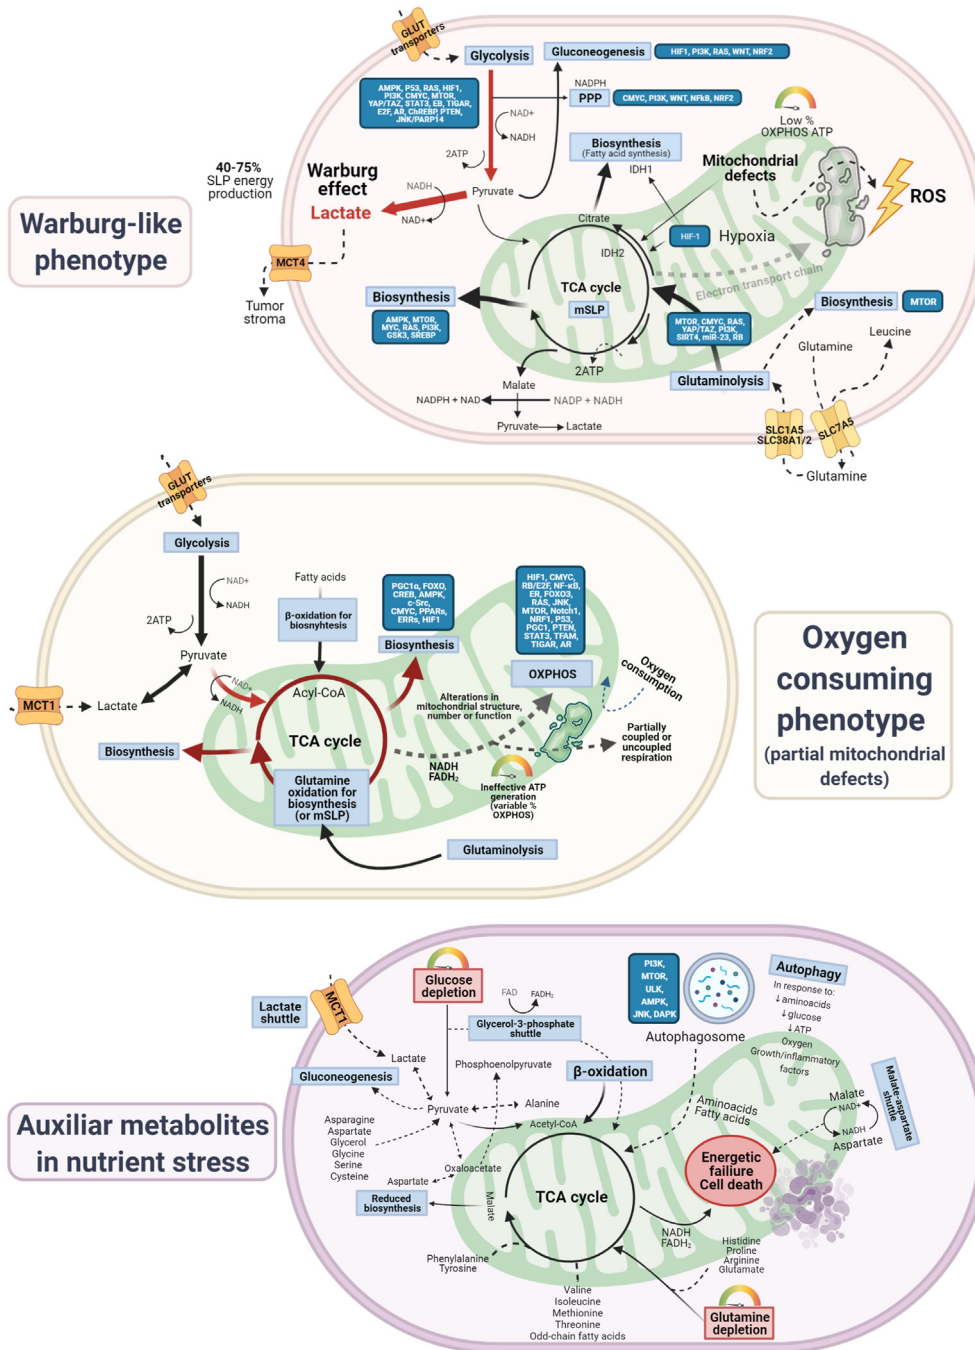 GLUT
transporters
Glycolysis
Gluconeogenesis
HIF1, PI3K, RAS, WNT, NRF2
AMPK, P53, RAS, HIF1,
PI3K, CMYC, MTOR,
YAP/TAZ, STAT3, EB, TIGAR,
E2F, AR, ChREBP, PTEN,
JNK/PARP14
NADPH
PPP
CMYC, PI3K, WNT, NFkB, NRF2
NAD+
NADH
Low %
OXPHOS ATP
Biosynthesis
(Fatty acid synthesis)
2ATP
40-75%
SLP energy
production
Warburg
effect
Lactate
NADH
NAD+
Pyruvate
IDH1
Mitochondrial
defects
ROS
Citrate
HIF-1
Hypoxia
IDH2
Warburg-like
phenotype
MCT4
Tumor
stroma
Electron transport chain
TCA cycle
mSLP
Biosynthesis
AMPK, MTOR,
MYC, RAS, PI3K,
GSK3, SREBP
Biosynthesis
MTOR
MTOR, CMYC, RAS,
YAP/TAZ, PI3K,
SIRT4, miR-23, RB
Leucine
Glutamine
2ATP
Glutaminolysis
Malate
NADPH + NAD
NADP + NADH
Pyruvate
Lactate
SLC1A5
SLC38A1/2
SLC7A5
Glutamine
GLUT
transporters
Glycolysis
NAD+
NADH
2ATP
Fatty acids
β-oxidation for
biosnyhtesis
PGC1α, FOXO,
CREB, AMPK,
c-Src,
CMYC, PPARs,
ERRs, HIF1
Biosynthesis
HIF1, CMYC,
RB/E2F, NF-κB,
ER, FOXO3,
RAS, JNK,
MTOR, Notch1,
NRF1, P53,
PGC1, PTEN,
STAT3, TFAM,
TIGAR, AR
OXPHOS
Oxygen
consumption
Pyruvate
NAD+
NADH
Acyl-CoA
MCT1
Lactate
Alterations in
mitochondrial structure,
number or function
Partially
coupled or
uncoupled
respiration
Biosynthesis
TCA cycle
NADH
FADH₂
Glutamine
oxidation for
biosynthesis
(or mSLP)
Ineffective ATP
generation
(variable %
OXPHOS)
Glutaminolysis
Oxygen
consuming
phenotype
(partial mitochondrial
defects)
Glucose
depletion
MCT1
Lactate
shuttle
FAD
FADH₂
Glycerol-3-phosphate
shuttle
PI3K,
MTOR,
ULK,
AMPK,
JNK, DAPK
Autophagosome
Autophagy
In response to:
↓aminoacids
↓glucose
↓ATP
Oxygen
Growth/inflammatory
factors
Lactate
Gluconeogenesis
Phosphoenolpyruvate
β-oxidation
Malate-aspartate
shuttle
Malate
NAD+
NADH
Aspartate
Pyruvate
Alanine
Acetyl-CoA
Aminoacids
Fatty acids
Asparagine
Aspartate
Glycerol
Glycine
Serine
Cysteine
Auxiliar metabolites
in nutrient stress
Oxaloacetate
Aspartate
Reduced
biosynthesis
Malate
TCA cycle
Energetic
failure
Cell death
NADH
FADH₂
Phenylalanine
Tyrosine
Histidine
Proline
Arginine
Glutamate
Valine
Isoleucine
Methionine
Threonine
Odd-chain fatty acids
Glutamine
depletion